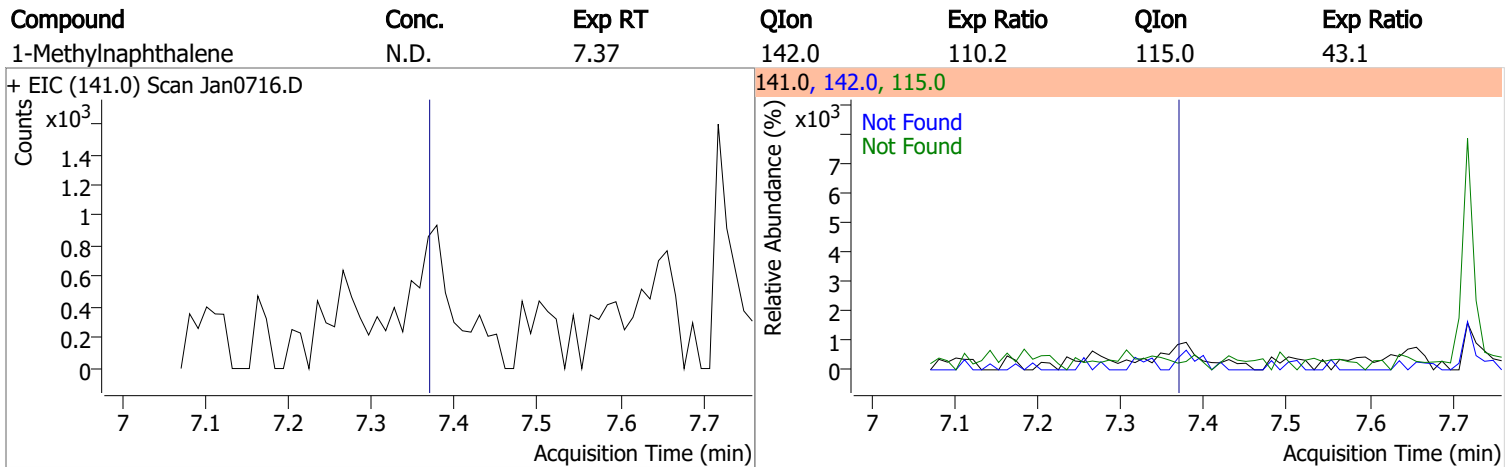 Compound Conc. Exp RT QIon Exp Ratio QIon Exp Ratio
1-Methylnaphthalene N.D. 7.37 142.0 110.2 115.0 43.1
+ EIC (141.0) Scan Jan0716.D
Counts
x10³
1.4
1.2
1
0.8
0.6
0.4
0.2
0
7 7.1 7.2 7.3 7.4 7.5 7.6 7.7
Acquisition Time (min)
141.0, 142.0, 115.0
Relative Abundance (%)
x10³
Not Found
Not Found
7
6
5
4
3
2
1
0
7 7.1 7.2 7.3 7.4 7.5 7.6 7.7
Acquisition Time (min)